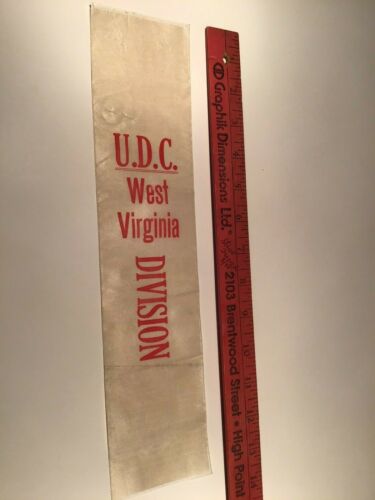 U.D.C.
West
Virginia
DIVISION
Graphik Dimensions Ltd. • 2103 Brentwood Street • High Point